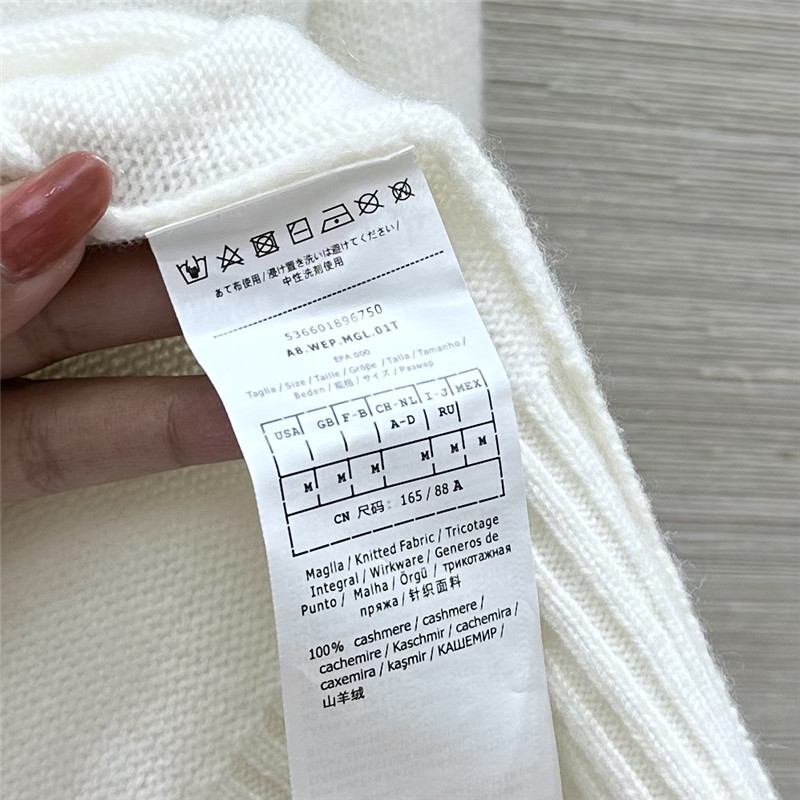 あて布使用/浸け置き洗いは避けてください/
中性洗剤使用
536601896750
A8.WEP.MGL.01T
EPA 000
Taglia / Size / Taille / Größe / Talla / Tamanho /
Beden / 规格 / サイズ / Размер
USA GB F-B CH-NL I-J MEX
A-D RU
M M M M M M
CN 尺码: 165 / 88 A
Maglia / Knitted Fabric / Tricotage
Integral / Wirkware / Generos de
Punto / Malha / Örgü / трикотажная
пряжа / 针织面料
100% cashmere / cashmere /
cachemire / Kaschmir / cachemira /
caxemira / kaşmir / КАШЕМИР /
山羊绒